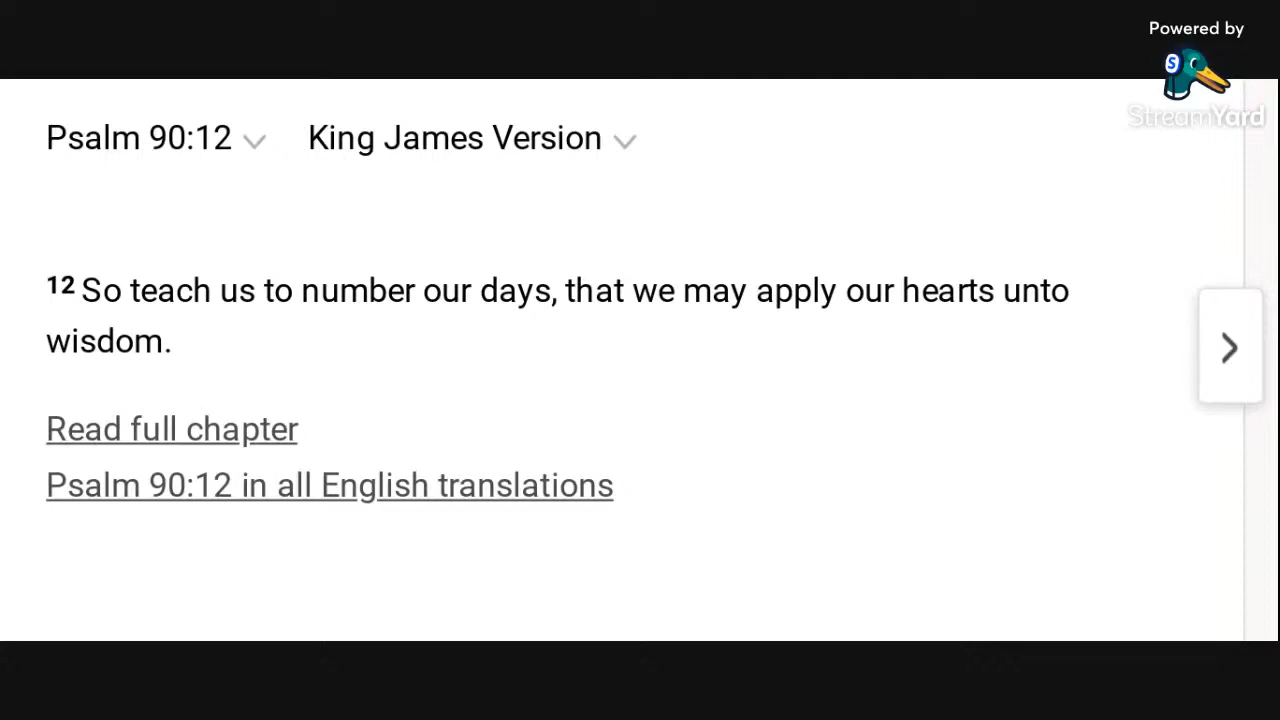 Powered by
S
StreamYard
Psalm 90:12 King James Version
12 So teach us to number our days, that we may apply our hearts unto
wisdom.
Read full chapter
Psalm 90:12 in all English translations